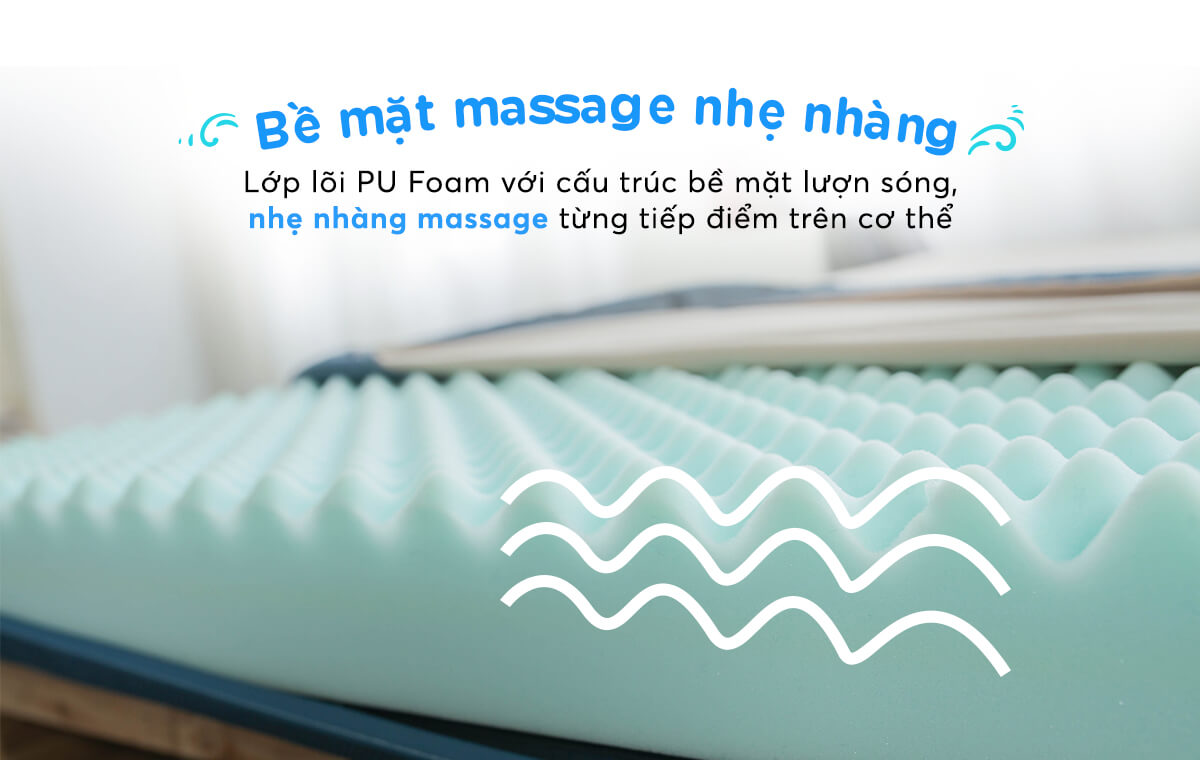 Bề mặt massage nhẹ nhàng
Lớp lõi PU Foam với cấu trúc bề mặt lượn sóng,
nhẹ nhàng massage từng tiếp điểm trên cơ thể